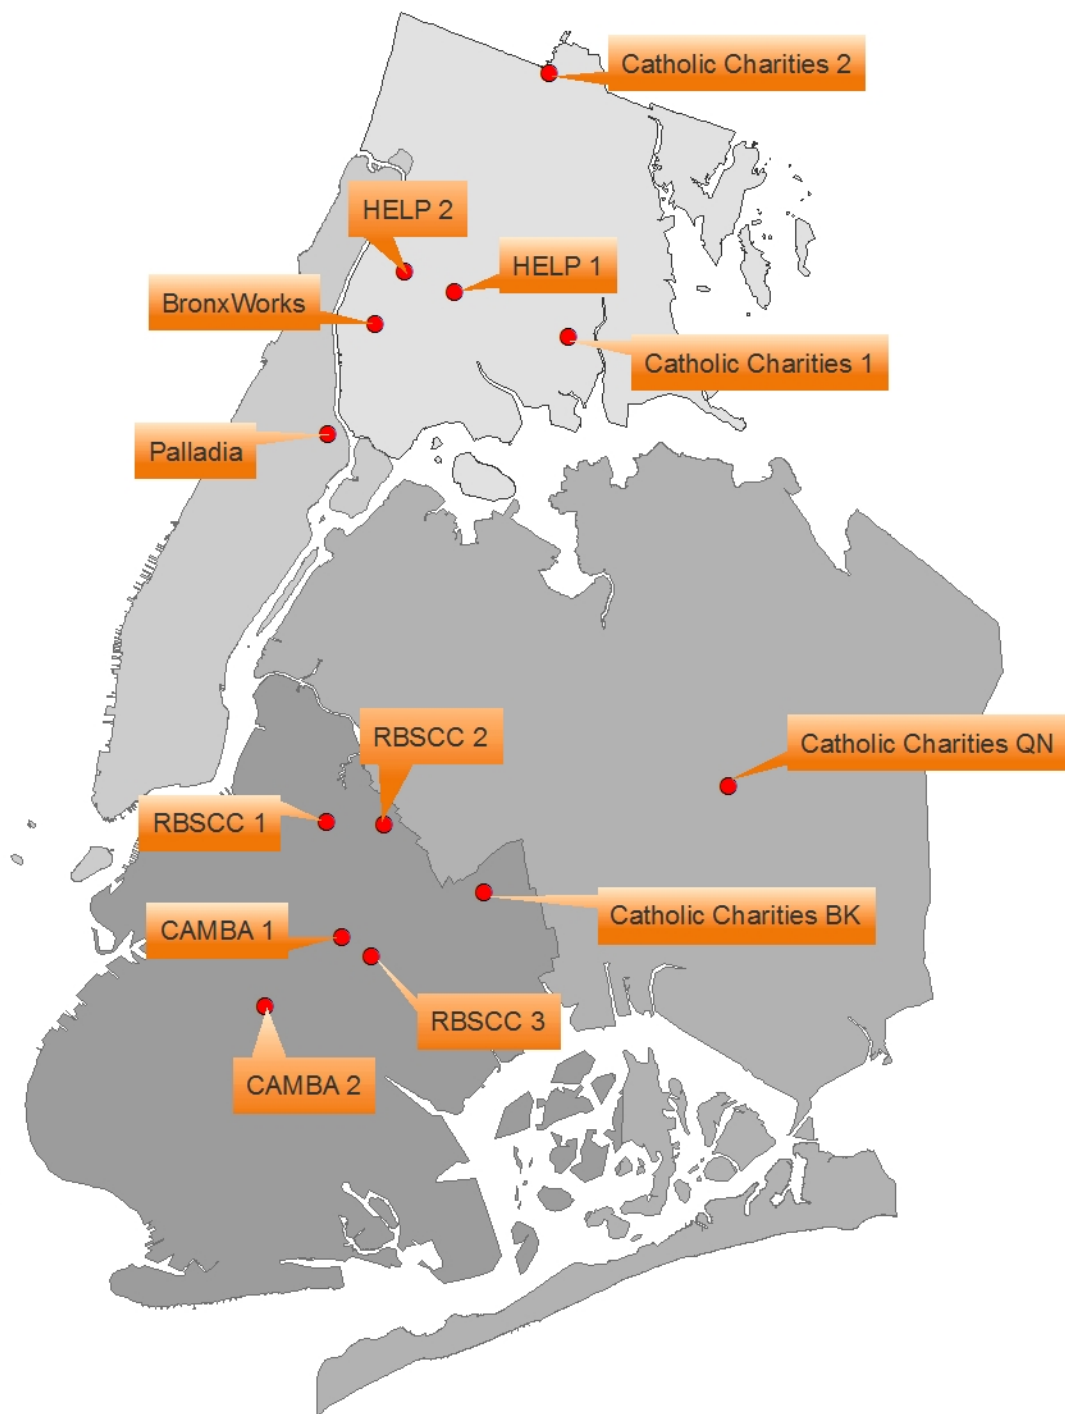 Catholic Charities 2
HELP 2
HELP 1
BronxWorks
Catholic Charities 1
Palladia
RBSCC 2
Catholic Charities QN
RBSCC 1
Catholic Charities BK
CAMBA 1
RBSCC 3
CAMBA 2